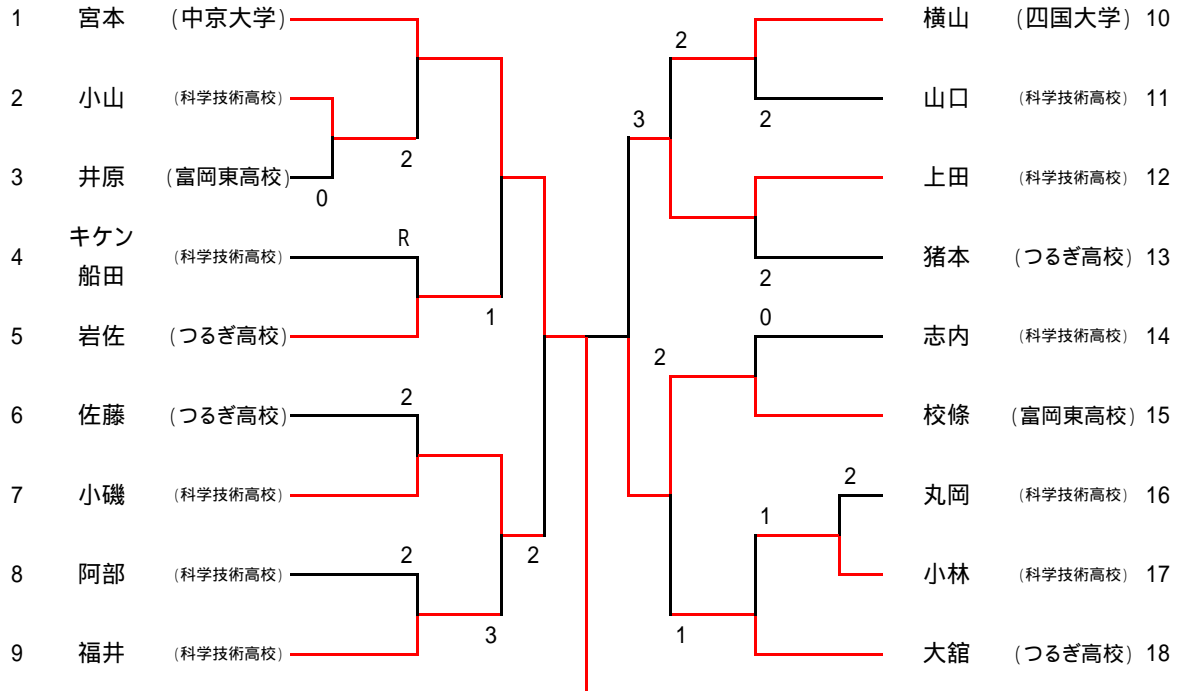 1 宮本 (中京大学)
2 小山 (科学技術高校)
2
3 井原 (富岡東高校)
0
キケン
4 船田 (科学技術高校)
R
1
5 岩佐 (つるぎ高校)
2
6 佐藤 (つるぎ高校)
7 小磯 (科学技術高校)
2
2
8 阿部 (科学技術高校)
3
9 福井 (科学技術高校)
横山 (四国大学) 10
2
山口 (科学技術高校) 11
2
3
上田 (科学技術高校) 12
猪本 (つるぎ高校) 13
2
0
志内 (科学技術高校) 14
2
校條 (富岡東高校) 15
2
丸岡 (科学技術高校) 16
1
小林 (科学技術高校) 17
1
大舘 (つるぎ高校) 18